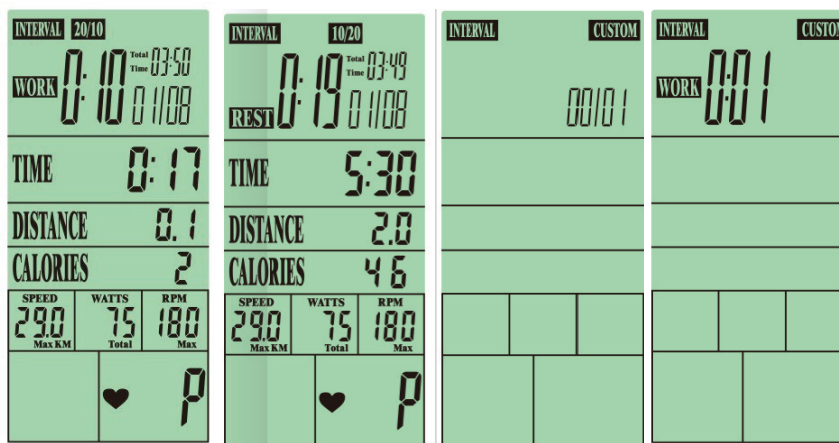 INTERVAL 20/10
WORK 0:10 Total Time 03:50
01/08
TIME 0:17
DISTANCE 0.1
CALORIES 2
SPEED WATTS RPM
29.0 75 180
Max KM Total Max
P
INTERVAL 10/20
REST 0:19 Total Time 03:49
01/08
TIME 5:30
DISTANCE 2.0
CALORIES 46
SPEED WATTS RPM
29.0 75 180
Max KM Total Max
P
INTERVAL CUSTOM
00/01
INTERVAL CUSTOM
WORK 0:01